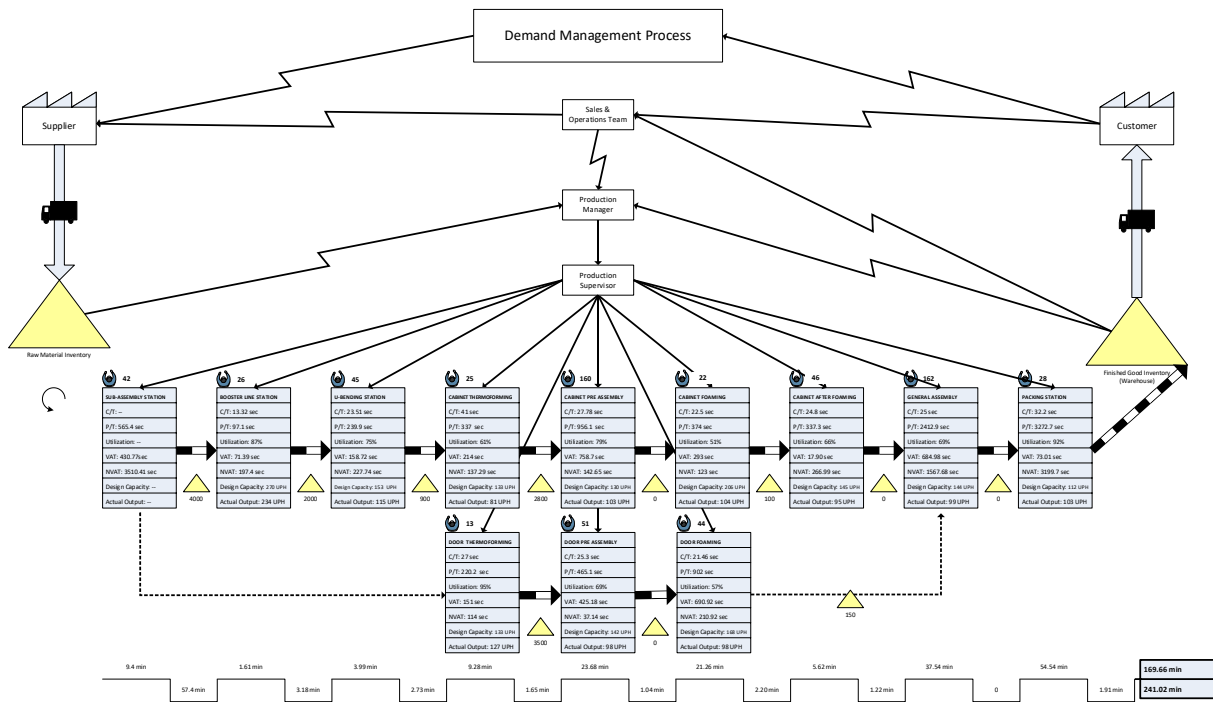 Demand Management Process
Supplier
Sales &
Operations Team
Customer
Production
Manager
Production
Supervisor
Raw Material Inventory
Finished Good Inventory
(Warehouse)
42
SUB-ASSEMBLY STATION
C/T: --
P/T: 565.4 sec
Utilization: --
VAT: 430.77sec
NVAT: 3510.41 sec
Design Capacity: --
Actual Output: --
4000
26
BOOSTER LINE STATION
C/T: 13.32 sec
P/T: 97.1 sec
Utilization: 87%
VAT: 71.39 sec
NVAT: 197.4 sec
Design Capacity: 270 UPH
Actual Output: 234 UPH
2000
45
U-BENDING STATION
C/T: 23.51 sec
P/T: 239.9 sec
Utilization: 75%
VAT: 158.72 sec
NVAT: 227.74 sec
Design Capacity: 153 UPH
Actual Output: 115 UPH
900
25
CABINET THERMOFORMING
C/T: 41 sec
P/T: 337 sec
Utilization: 61%
VAT: 214 sec
NVAT: 137.29 sec
Design Capacity: 133 UPH
Actual Output: 81 UPH
2800
160
CABINET PRE ASSEMBLY
C/T: 27.78 sec
P/T: 956.1 sec
Utilization: 79%
VAT: 758.7 sec
NVAT: 142.65 sec
Design Capacity: 130 UPH
Actual Output: 103 UPH
0
22
CABINET FOAMING
C/T: 22.5 sec
P/T: 374 sec
Utilization: 51%
VAT: 293 sec
NVAT: 123 sec
Design Capacity: 206 UPH
Actual Output: 104 UPH
100
46
CABINET AFTER FOAMING
C/T: 24.8 sec
P/T: 337.3 sec
Utilization: 66%
VAT: 17.90 sec
NVAT: 266.99 sec
Design Capacity: 145 UPH
Actual Output: 95 UPH
0
162
GENERAL ASSEMBLY
C/T: 25 sec
P/T: 2412.9 sec
Utilization: 69%
VAT: 684.98 sec
NVAT: 1567.68 sec
Design Capacity: 144 UPH
Actual Output: 99 UPH
0
28
PACKING STATION
C/T: 32.2 sec
P/T: 3272.7 sec
Utilization: 92%
VAT: 73.01 sec
NVAT: 3199.7 sec
Design Capacity: 112 UPH
Actual Output: 103 UPH
13
DOOR THERMOFORMING
C/T: 27 sec
P/T: 220.2 sec
Utilization: 95%
VAT: 151 sec
NVAT: 114 sec
Design Capacity: 133 UPH
Actual Output: 127 UPH
3500
51
DOOR PRE ASSEMBLY
C/T: 25.3 sec
P/T: 465.1 sec
Utilization: 69%
VAT: 425.18 sec
NVAT: 37.14 sec
Design Capacity: 142 UPH
Actual Output: 98 UPH
0
44
DOOR FOAMING
C/T: 21.46 sec
P/T: 902 sec
Utilization: 57%
VAT: 690.92 sec
NVAT: 210.92 sec
Design Capacity: 168 UPH
Actual Output: 98 UPH
150
9.4 min
1.61 min
3.99 min
9.28 min
23.68 min
21.26 min
5.62 min
37.54 min
54.54 min
169.66 min
57.4 min
3.18 min
2.73 min
1.65 min
1.04 min
2.20 min
1.22 min
0
1.91 min
241.02 min